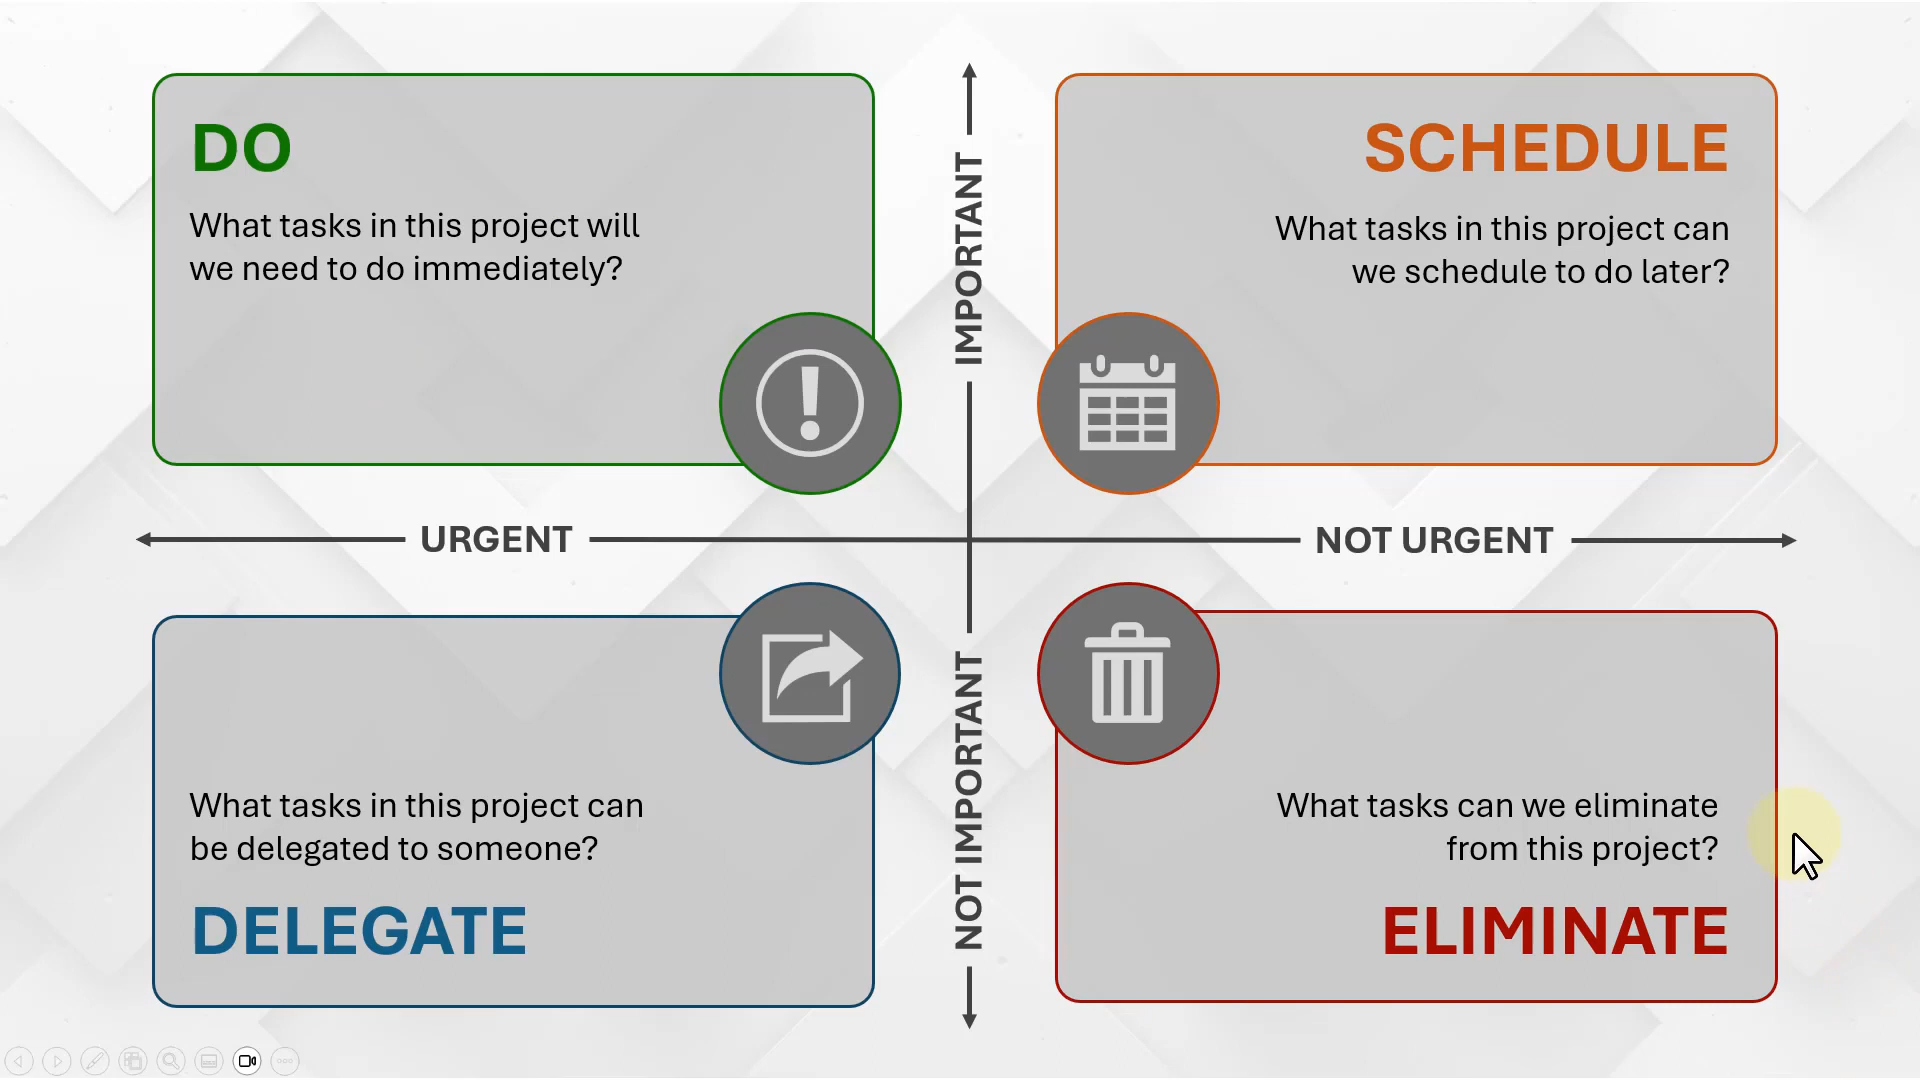 DO
What tasks in this project will
we need to do immediately?
IMPORTANT
SCHEDULE
What tasks in this project can
we schedule to do later?
URGENT
NOT URGENT
What tasks in this project can
be delegated to someone?
DELEGATE
NOT IMPORTANT
What tasks can we eliminate
from this project?
ELIMINATE